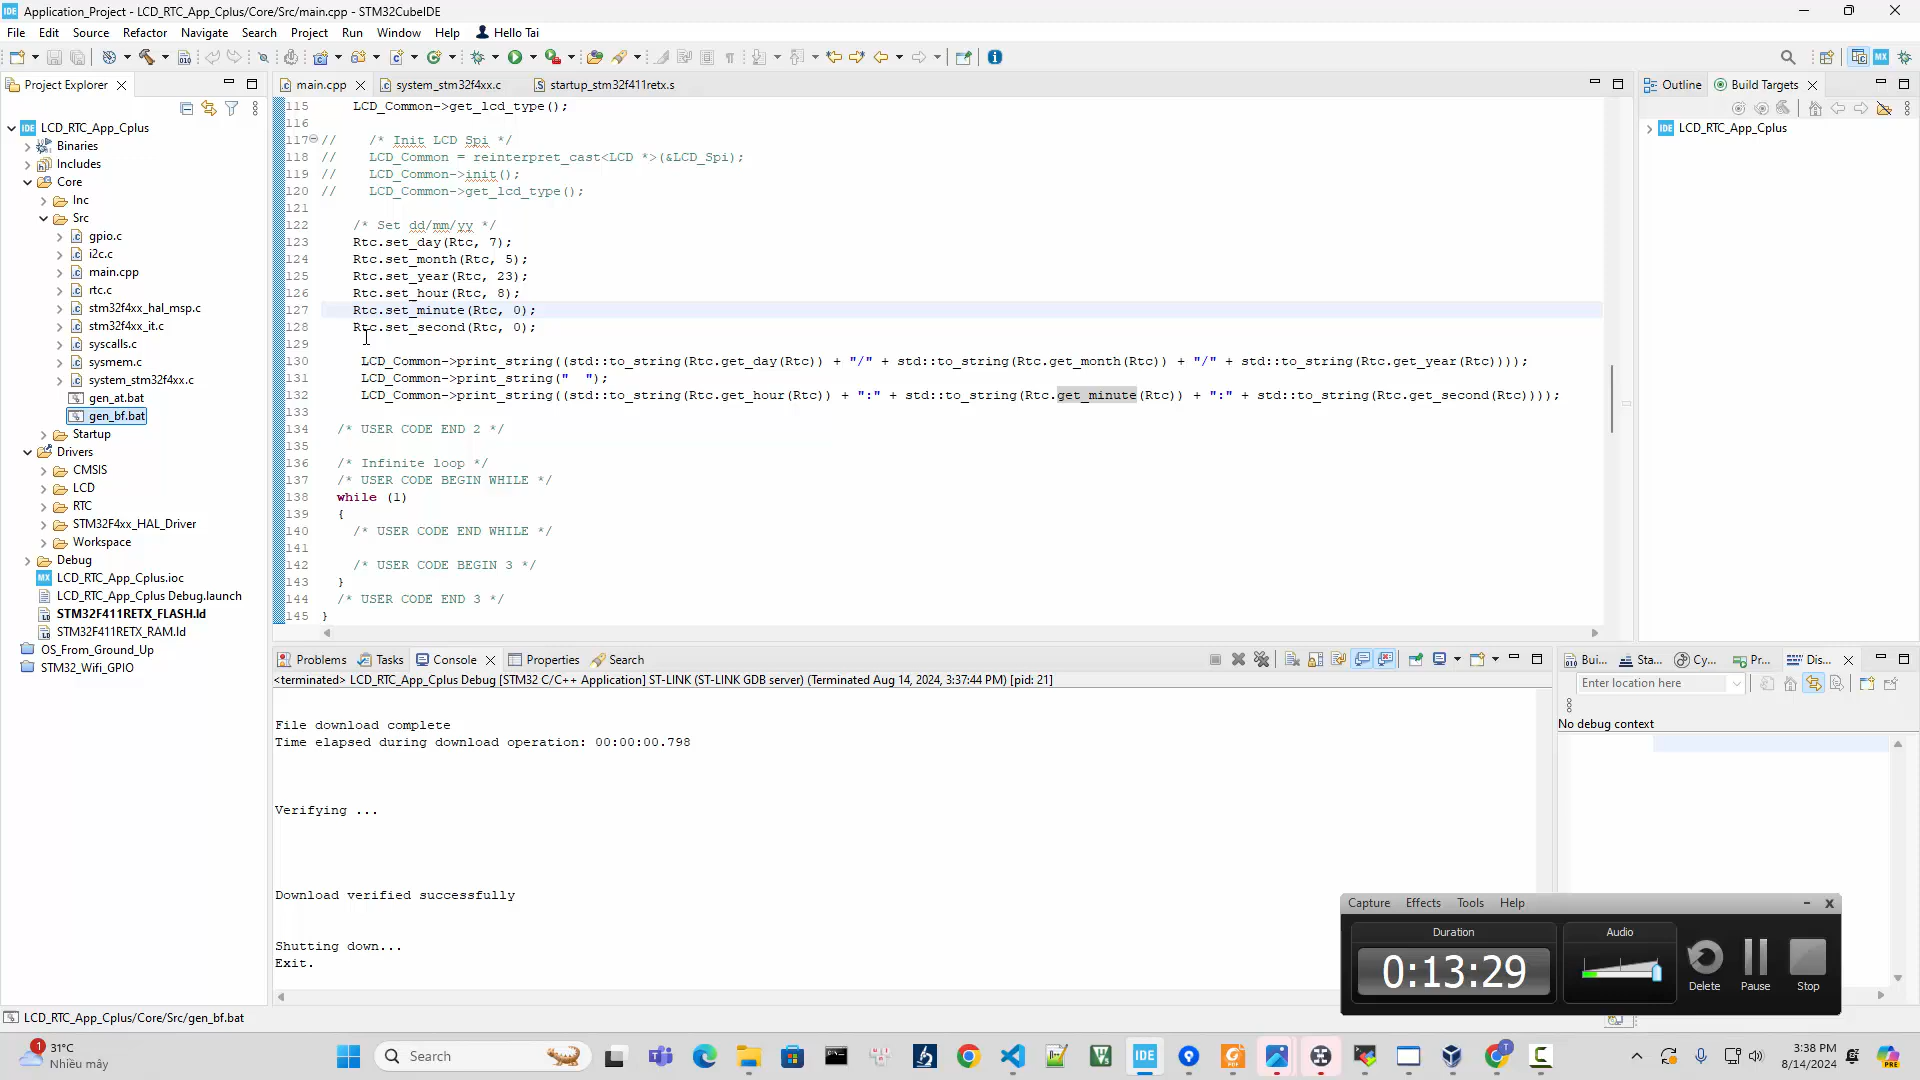 Application_Project - LCD_RTC_App_Cplus/Core/Src/main.cpp - STM32CubeIDE
File Edit Source Refactor Navigate Search Project Run Window Help Hello Tai
Project Explorer
LCD_RTC_App_Cplus
Binaries
Includes
Core
Inc
Src
gpio.c
i2c.c
main.cpp
rtc.c
stm32f4xx_hal_msp.c
stm32f4xx_it.c
syscalls.c
sysmem.c
system_stm32f4xx.c
gen_at.bat
gen_bf.bat
Startup
Drivers
CMSIS
LCD
RTC
STM32F4xx_HAL_Driver
Workspace
Debug
LCD_RTC_App_Cplus.ioc
LCD_RTC_App_Cplus Debug.launch
STM32F411RETX_FLASH.ld
STM32F411RETX_RAM.ld
OS_From_Ground_Up
STM32_Wifi_GPIO
main.cpp system_stm32f4xx.c startup_stm32f411retx.s
115 LCD_Common->get_lcd_type();
116
117 // /* Init LCD Spi */
118 // LCD_Common = reinterpret_cast<LCD *>(&LCD_Spi);
119 // LCD_Common->init();
120 // LCD_Common->get_lcd_type();
121
122 /* Set dd/mm/yy */
123 Rtc.set_day(Rtc, 7);
124 Rtc.set_month(Rtc, 5);
125 Rtc.set_year(Rtc, 23);
126 Rtc.set_hour(Rtc, 8);
127 Rtc.set_minute(Rtc, 0);
128 Rtc.set_second(Rtc, 0);
129
130 LCD_Common->print_string((std::to_string(Rtc.get_day(Rtc)) + "/" + std::to_string(Rtc.get_month(Rtc)) + "/" + std::to_string(Rtc.get_year(Rtc))));
131 LCD_Common->print_string("  ");
132 LCD_Common->print_string((std::to_string(Rtc.get_hour(Rtc)) + ":" + std::to_string(Rtc.get_minute(Rtc)) + ":" + std::to_string(Rtc.get_second(Rtc))));
133
134 /* USER CODE END 2 */
135
136 /* Infinite loop */
137 /* USER CODE BEGIN WHILE */
138 while (1)
139 {
140 /* USER CODE END WHILE */
141
142 /* USER CODE BEGIN 3 */
143 }
144 /* USER CODE END 3 */
145 }
Outline Build Targets
LCD_RTC_App_Cplus
Problems Tasks Console Properties Search
<terminated> LCD_RTC_App_Cplus Debug [STM32 C/C++ Application] ST-LINK (ST-LINK GDB server) (Terminated Aug 14, 2024, 3:37:44 PM) [pid: 21]
File download complete
Time elapsed during download operation: 00:00:00.798
Verifying ...
Download verified successfully
Shutting down...
Exit.
Bui... Sta... Cy... Pr... Dis...
Enter location here
No debug context
Capture Effects Tools Help
Duration Audio
0:13:29
Delete Pause Stop
LCD_RTC_App_Cplus/Core/Src/gen_bf.bat
1
31°C
Nhiều mây
Search
IDE
3:38 PM
8/14/2024
PRE